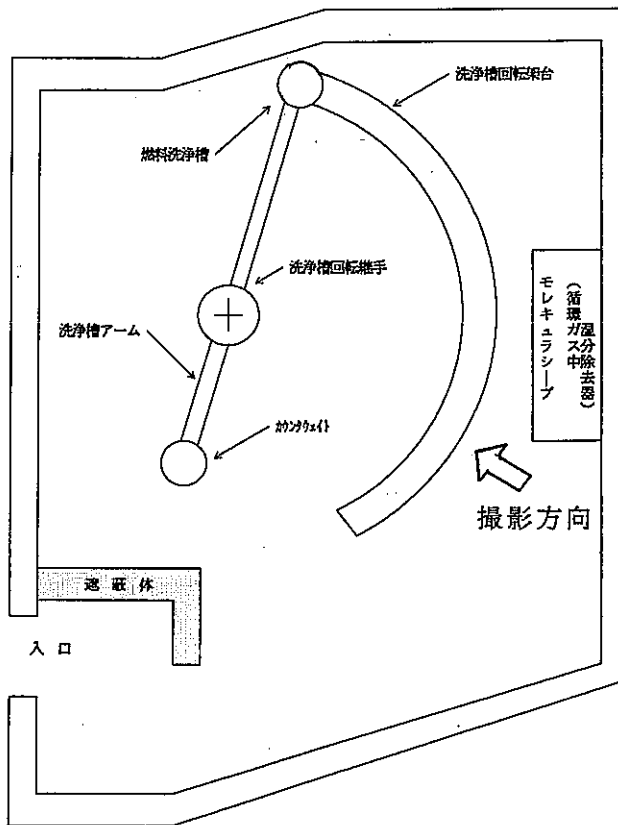 洗浄槽回転架台
燃料洗浄槽
洗浄槽回転継手
洗浄槽アーム
カウンタウェイト
モレキュラシーブ
(循環ガス中
湿分除去器)
撮影方向
遮蔽体
入口